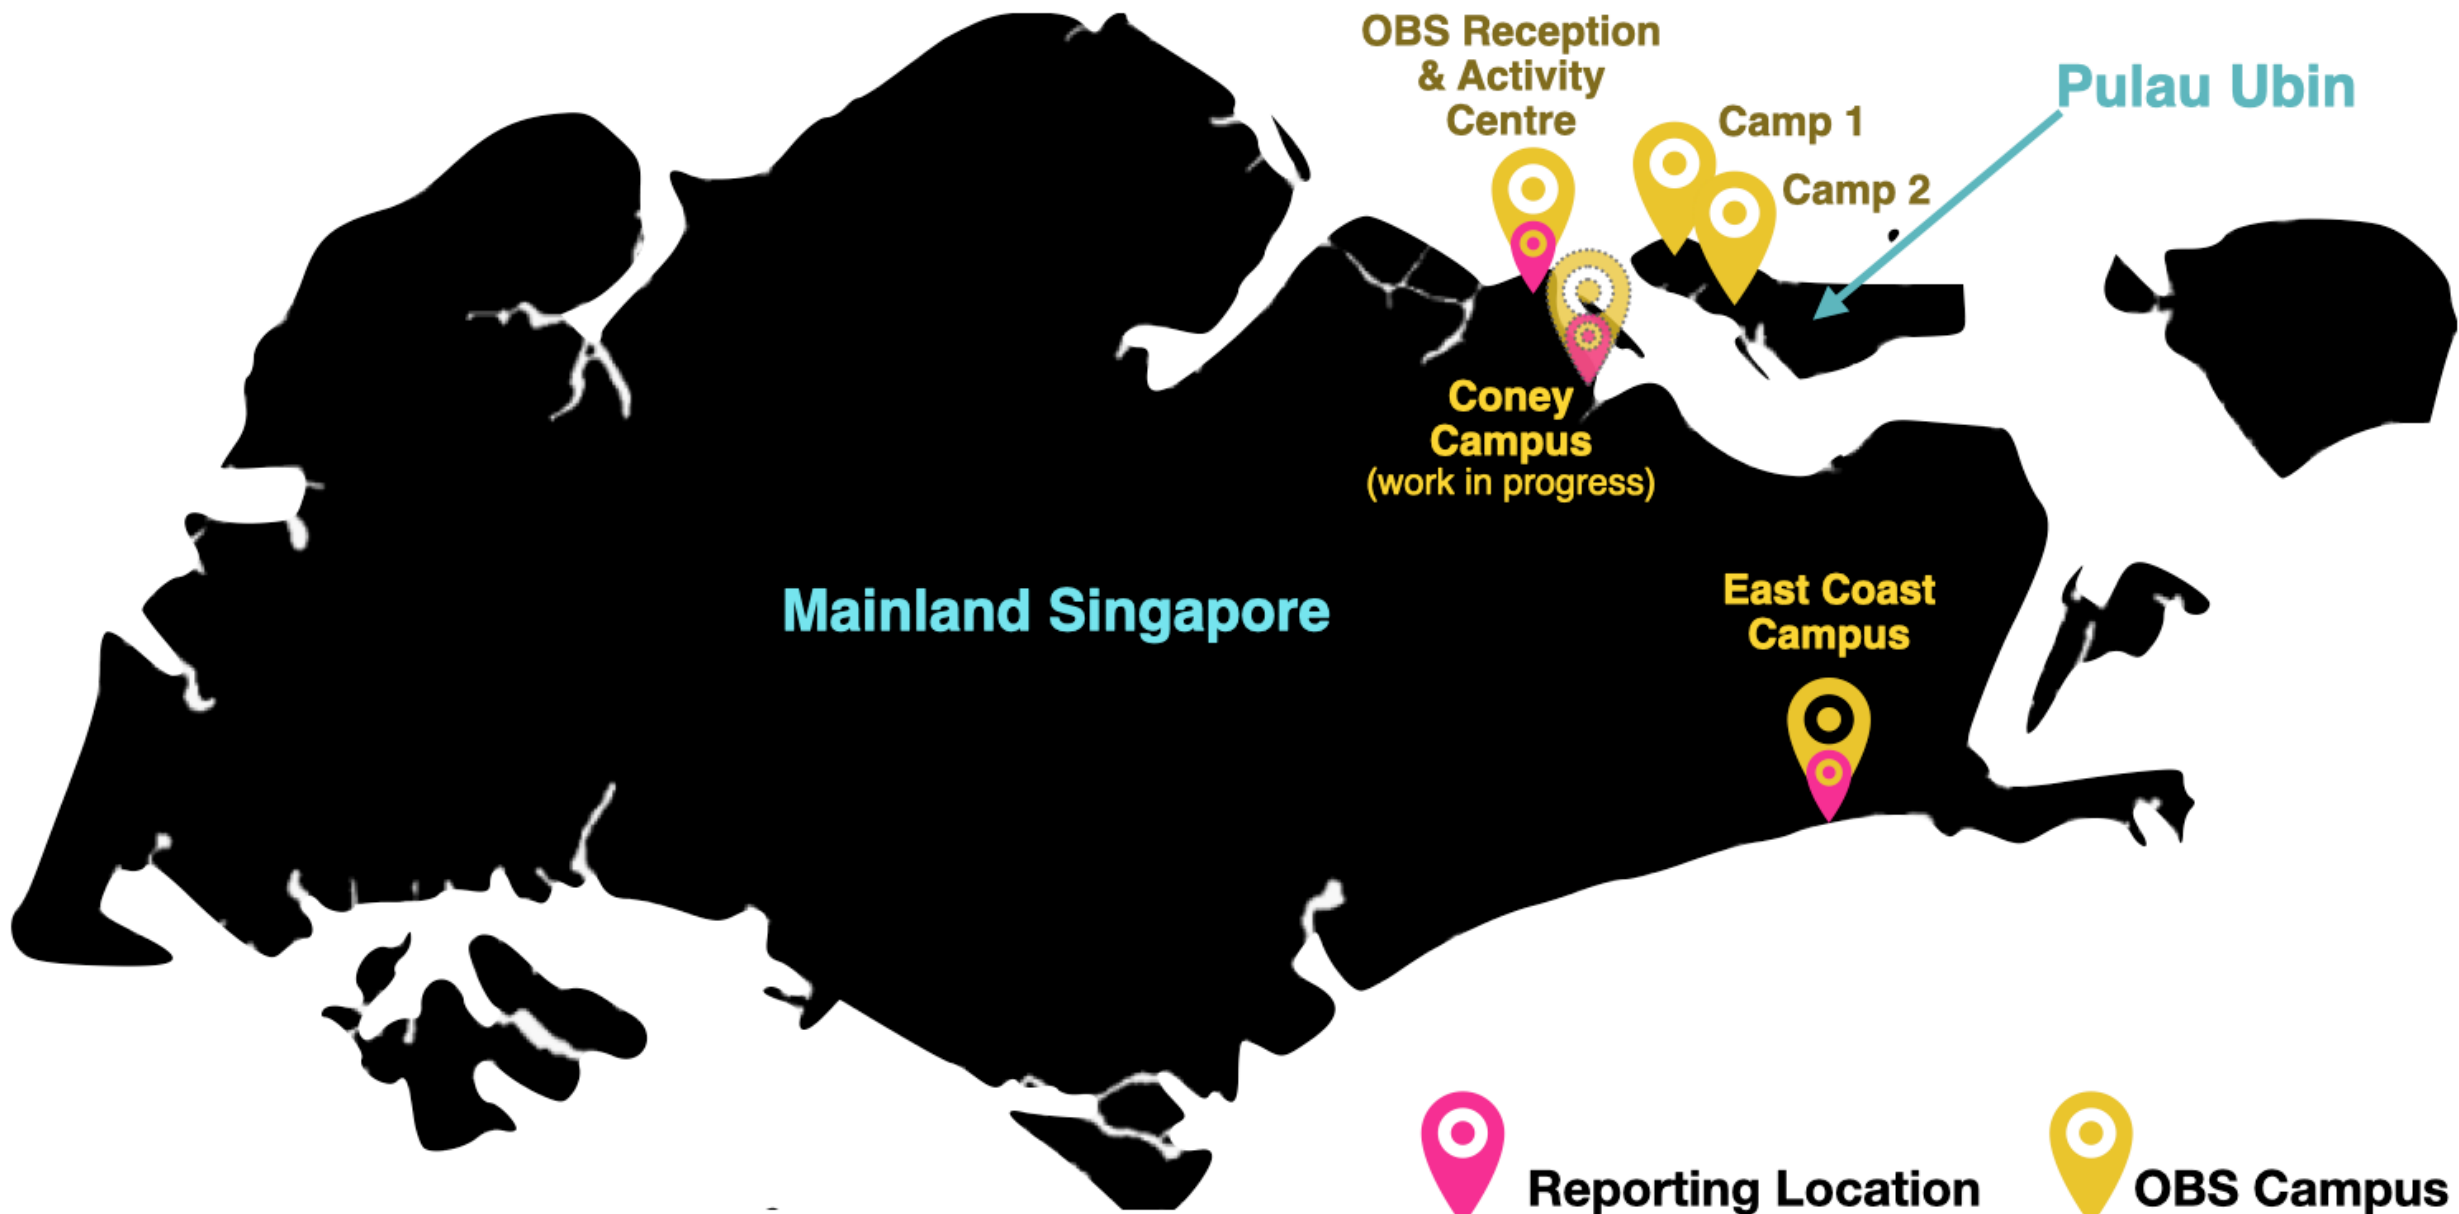 OBS Reception
& Activity
Centre
Pulau Ubin
Camp 1
Camp 2
Coney
Campus
(work in progress)
Mainland Singapore
East Coast
Campus
Reporting Location
OBS Campus